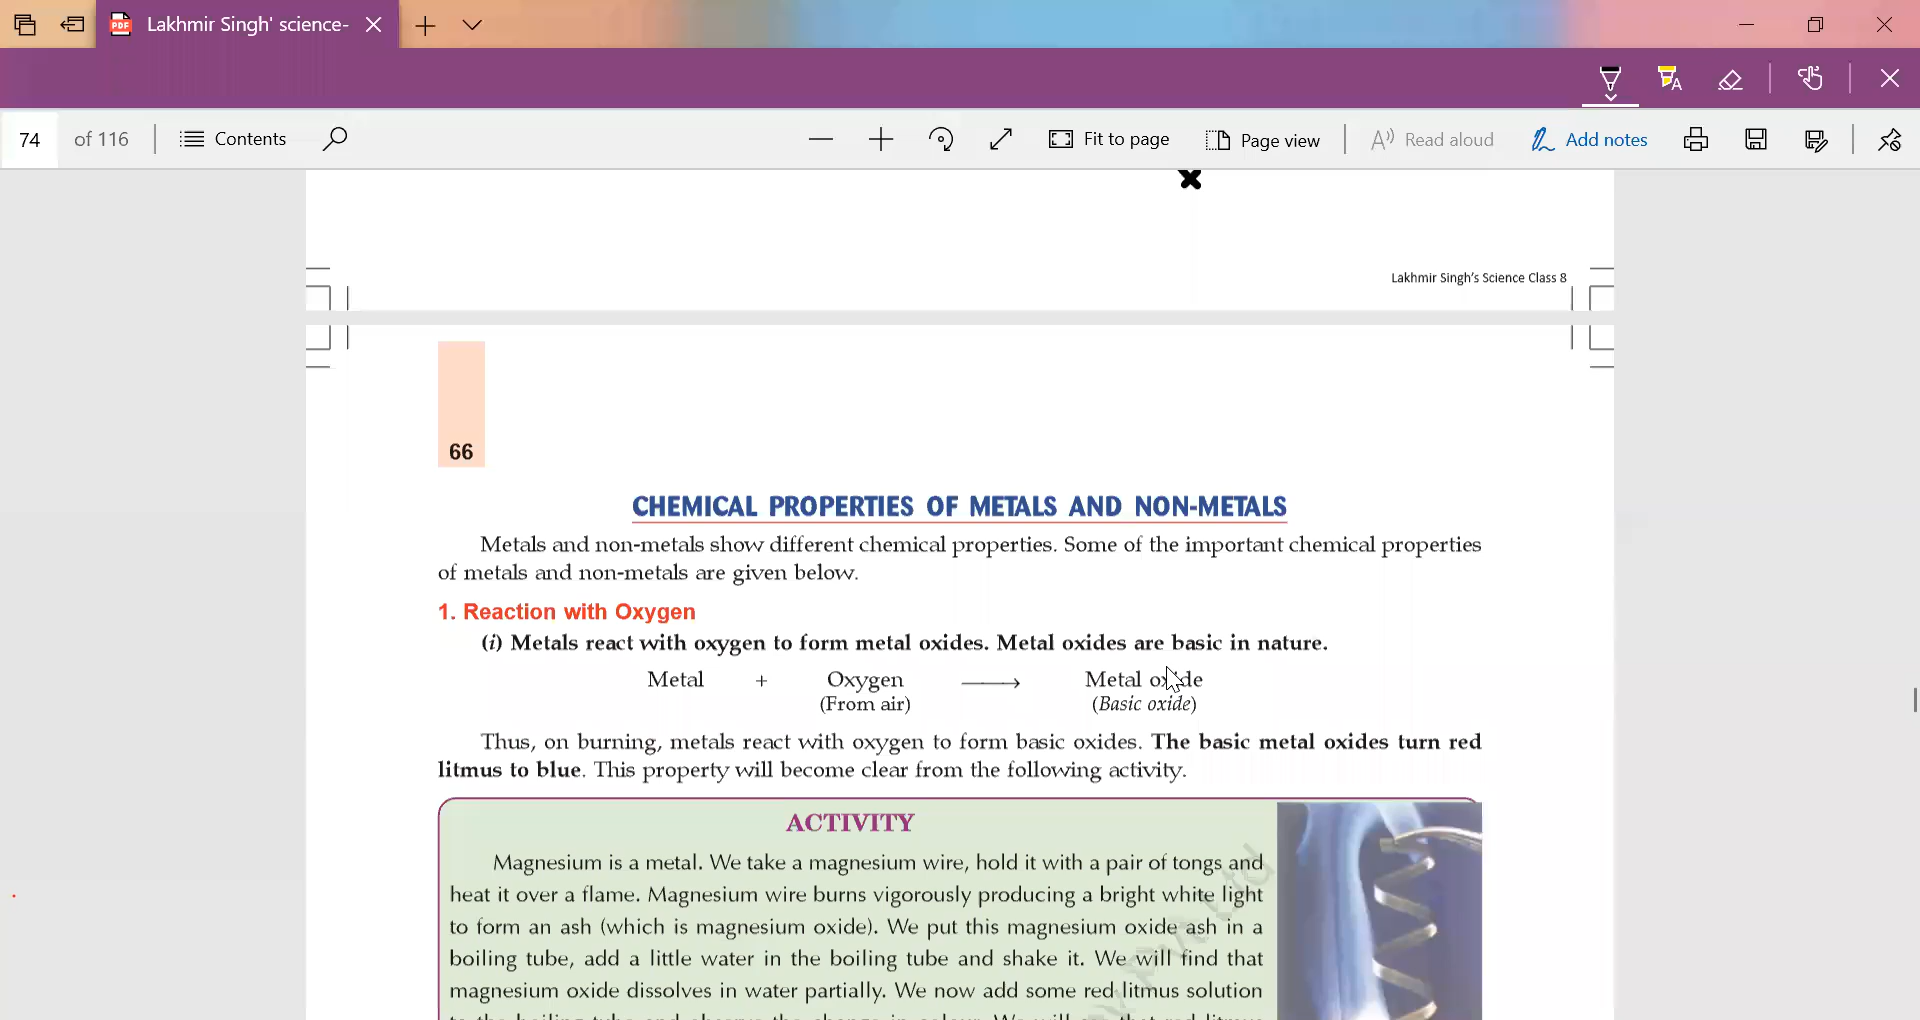 Lakhmir Singh' science-
74 of 116 Contents Fit to page Page view Read aloud Add notes
Lakhmir Singh's Science Class 8
66
CHEMICAL PROPERTIES OF METALS AND NON-METALS
Metals and non-metals show different chemical properties. Some of the important chemical properties
of metals and non-metals are given below.
1. Reaction with Oxygen
(i) Metals react with oxygen to form metal oxides. Metal oxides are basic in nature.
Metal + Oxygen ⟶ Metal oxide
(From air) (Basic oxide)
Thus, on burning, metals react with oxygen to form basic oxides. The basic metal oxides turn red
litmus to blue. This property will become clear from the following activity.
ACTIVITY
Magnesium is a metal. We take a magnesium wire, hold it with a pair of tongs and
heat it over a flame. Magnesium wire burns vigorously producing a bright white light
to form an ash (which is magnesium oxide). We put this magnesium oxide ash in a
boiling tube, add a little water in the boiling tube and shake it. We will find that
magnesium oxide dissolves in water partially. We now add some red litmus solution